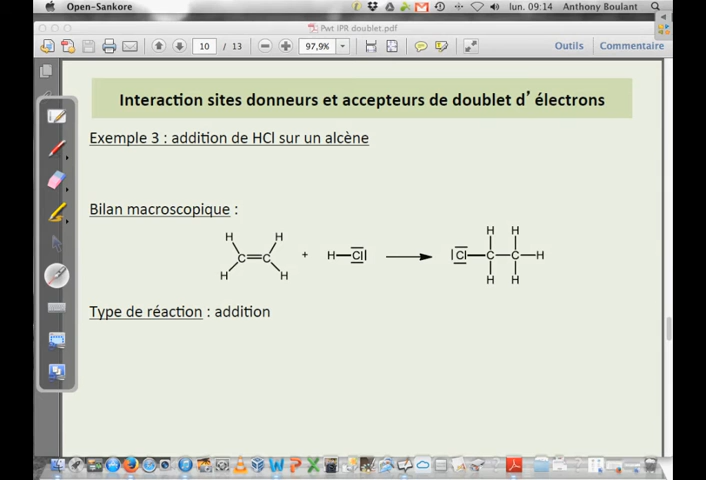 Open-Sankore lun. 09:14 Anthony Boulant
Pwt IPR doublet.pdf
10 / 13 97,9% Outils Commentaire
Interaction sites donneurs et accepteurs de doublet d’ électrons
Exemple 3 : addition de HCl sur un alcène
Bilan macroscopique :
H H H H
C C + H Cl Cl C C H
H H H H
Type de réaction : addition